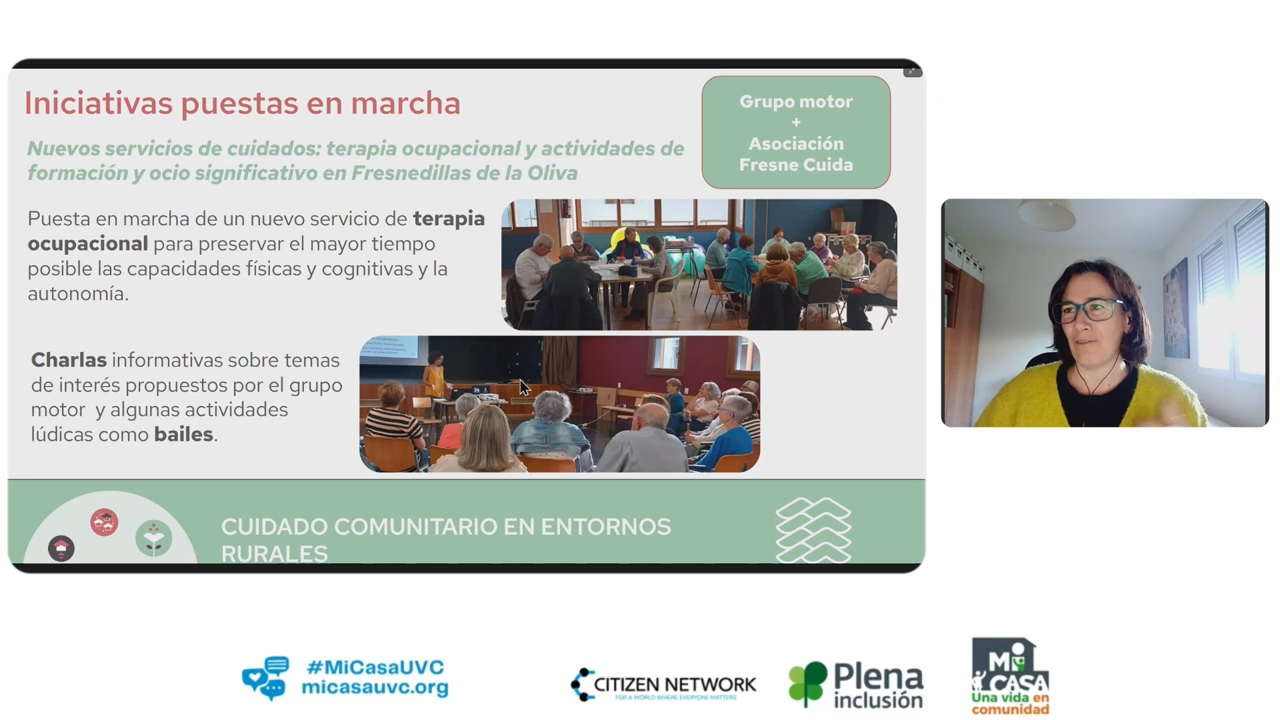 Iniciativas puestas en marcha
Nuevos servicios de cuidados: terapia ocupacional y actividades de
formación y ocio significativo en Fresnedillas de la Oliva
Grupo motor
+
Asociación
Fresne Cuida
Puesta en marcha de un nuevo servicio de terapia
ocupacional para preservar el mayor tiempo
posible las capacidades físicas y cognitivas y la
autonomía.
Charlas informativas sobre temas
de interés propuestos por el grupo
motor y algunas actividades
lúdicas como bailes.
CUIDADO COMUNITARIO EN ENTORNOS
RURALES
#MiCasaUVC
micasauvc.org
CITIZEN NETWORK
FOR A WORLD WHERE EVERYONE MATTERS
Plena
inclusión
Mi
CASA
Una vida en
comunidad